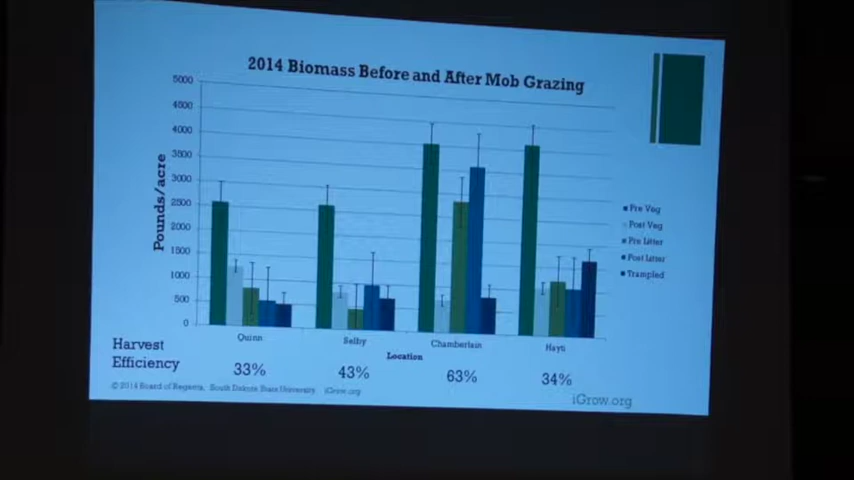 2014 Biomass Before and After Mob Grazing
5000
4500
4000
3500
3000
2500
2000
1500
1000
500
0
Pounds/acre
Pre Veg
Post Veg
Pre Litter
Post Litter
Trampled
Quinn
Selby
Chamberlain
Hayti
Location
Harvest
Efficiency
33%
43%
63%
34%
© 2014 Board of Regents, South Dakota State University iGrow.org
iGrow.org